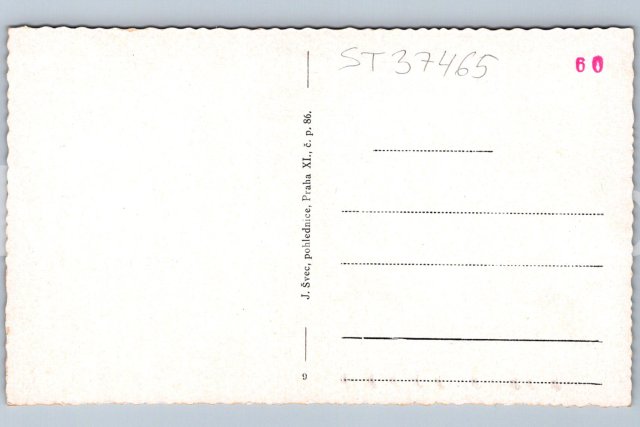 ST37465
60
J. Švec, pohlednice, Praha XI., č. p. 86.
9